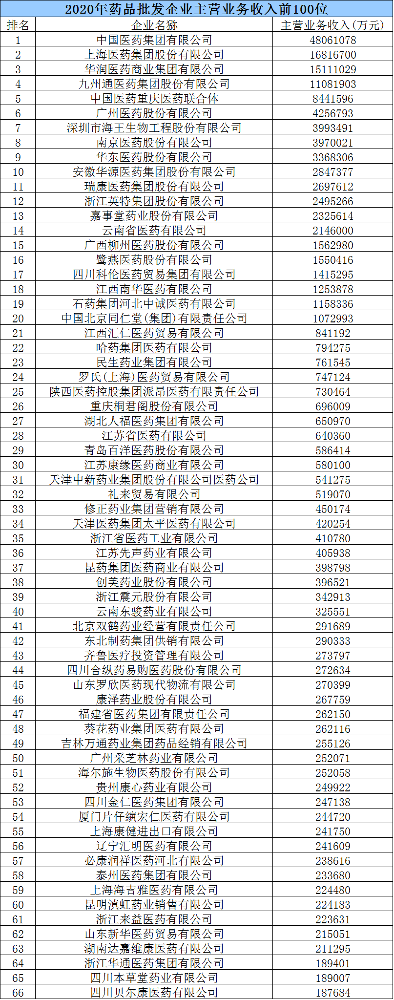 2020年药品批发企业主营业务收入前100位
排名 企业名称 主营业务收入(万元)
1 中国医药集团有限公司 48061078
2 上海医药集团股份有限公司 16816700
3 华润医药商业集团有限公司 15111029
4 九州通医药集团股份有限公司 11081903
5 中国医药重庆医药联合体 8441596
6 广州医药股份有限公司 4256793
7 深圳市海王生物工程股份有限公司 3993491
8 南京医药股份有限公司 3970021
9 华东医药股份有限公司 3368306
10 安徽华源医药集团股份有限公司 2847377
11 瑞康医药集团股份有限公司 2697612
12 浙江英特集团股份有限公司 2495266
13 嘉事堂药业股份有限公司 2325614
14 云南省医药有限公司 2146000
15 广西柳州医药股份有限公司 1562980
16 鹭燕医药股份有限公司 1550416
17 四川科伦医药贸易集团有限公司 1415295
18 江西南华医药有限公司 1253878
19 石药集团河北中诚医药有限公司 1158336
20 中国北京同仁堂(集团)有限责任公司 1072993
21 江西汇仁医药贸易有限公司 841192
22 哈药集团医药有限公司 794275
23 民生药业集团有限公司 761545
24 罗氏(上海)医药贸易有限公司 747124
25 陕西医药控股集团派昂医药有限责任公司 730464
26 重庆桐君阁股份有限公司 696009
27 湖北人福医药集团有限公司 650970
28 江苏省医药有限公司 640360
29 青岛百洋医药股份有限公司 586414
30 江苏康缘医药商业有限公司 580100
31 天津中新药业集团股份有限公司医药公司 541275
32 礼来贸易有限公司 519070
33 修正药业集团营销有限公司 450174
34 天津医药集团太平医药有限公司 420254
35 浙江省医药工业有限公司 410780
36 江苏先声药业有限公司 405938
37 昆药集团医药商业有限公司 398798
38 创美药业股份有限公司 396521
39 浙江震元股份有限公司 342913
40 云南东骏药业有限公司 325551
41 北京双鹤药业经营有限责任公司 291689
42 东北制药集团供销有限公司 290333
43 齐鲁医疗投资管理有限公司 273797
44 四川合纵药易购医药股份有限公司 272634
45 山东罗欣医药现代物流有限公司 270399
46 康泽药业股份有限公司 267759
47 福建省医药集团有限责任公司 262150
48 葵花药业集团医药有限公司 262116
49 吉林万通药业集团药品经销有限公司 255126
50 广州采芝林药业有限公司 252071
51 海尔施生物医药股份有限公司 252058
52 贵州康心药业有限公司 249922
53 四川金仁医药集团有限公司 247138
54 厦门片仔癀宏仁医药有限公司 244720
55 上海康健进出口有限公司 241750
56 辽宁汇明医药有限公司 241609
57 必康润祥医药河北有限公司 238616
58 泰州医药集团有限公司 233680
59 上海海吉雅医药有限公司 224480
60 昆明滇虹药业销售有限公司 224183
61 浙江来益医药有限公司 223631
62 山东新华医药贸易有限公司 215051
63 湖南达嘉维康医药有限公司 211295
64 浙江华通医药集团有限公司 189401
65 四川本草堂药业有限公司 189007
66 四川贝尔康医药有限公司 187684